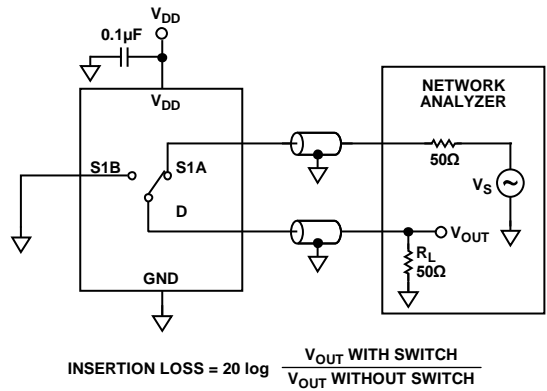 V_DD
0.1µF
V_DD
NETWORK
ANALYZER
S1B
S1A
50Ω
V_S
D
V_OUT
R_L
50Ω
GND
INSERTION LOSS = 20 log V_OUT WITH SWITCH
V_OUT WITHOUT SWITCH